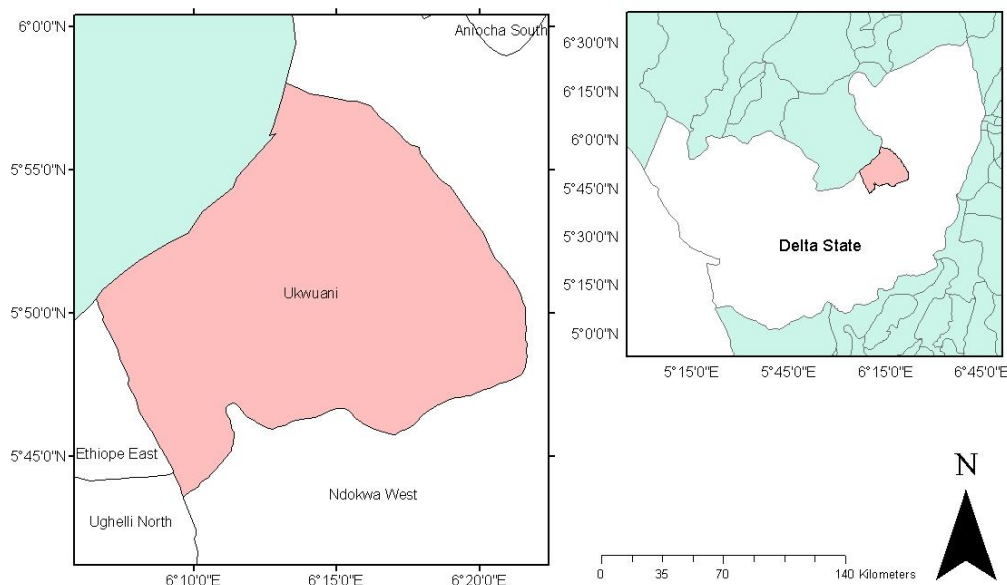 6°0'0"N
5°55'0"N
5°50'0"N
5°45'0"N
6°10'0"E
6°15'0"E
6°20'0"E
Aniocha South
Ukwuani
Ethiope East
Ughelli North
Ndokwa West
6°30'0"N
6°15'0"N
6°0'0"N
5°45'0"N
5°30'0"N
5°15'0"N
5°0'0"N
Delta State
5°15'0"E
5°45'0"E
6°15'0"E
6°45'0"E
N
0 35 70 140 Kilometers